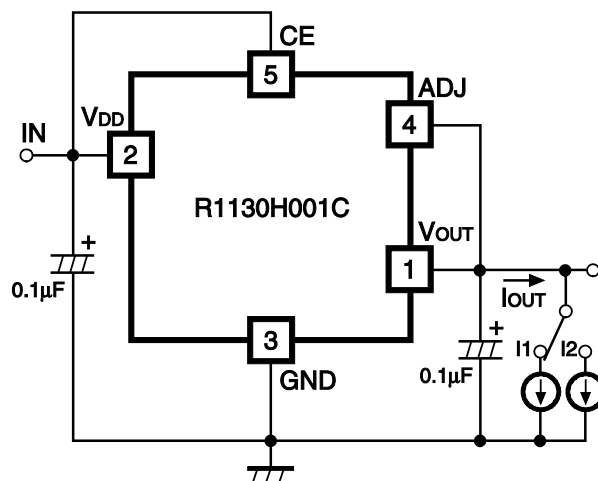 CE
5
ADJ
4
IN
VDD
2
R1130H001C
VOUT
1
IOUT
+
0.1µF
+
0.1µF
I1
I2
3
GND